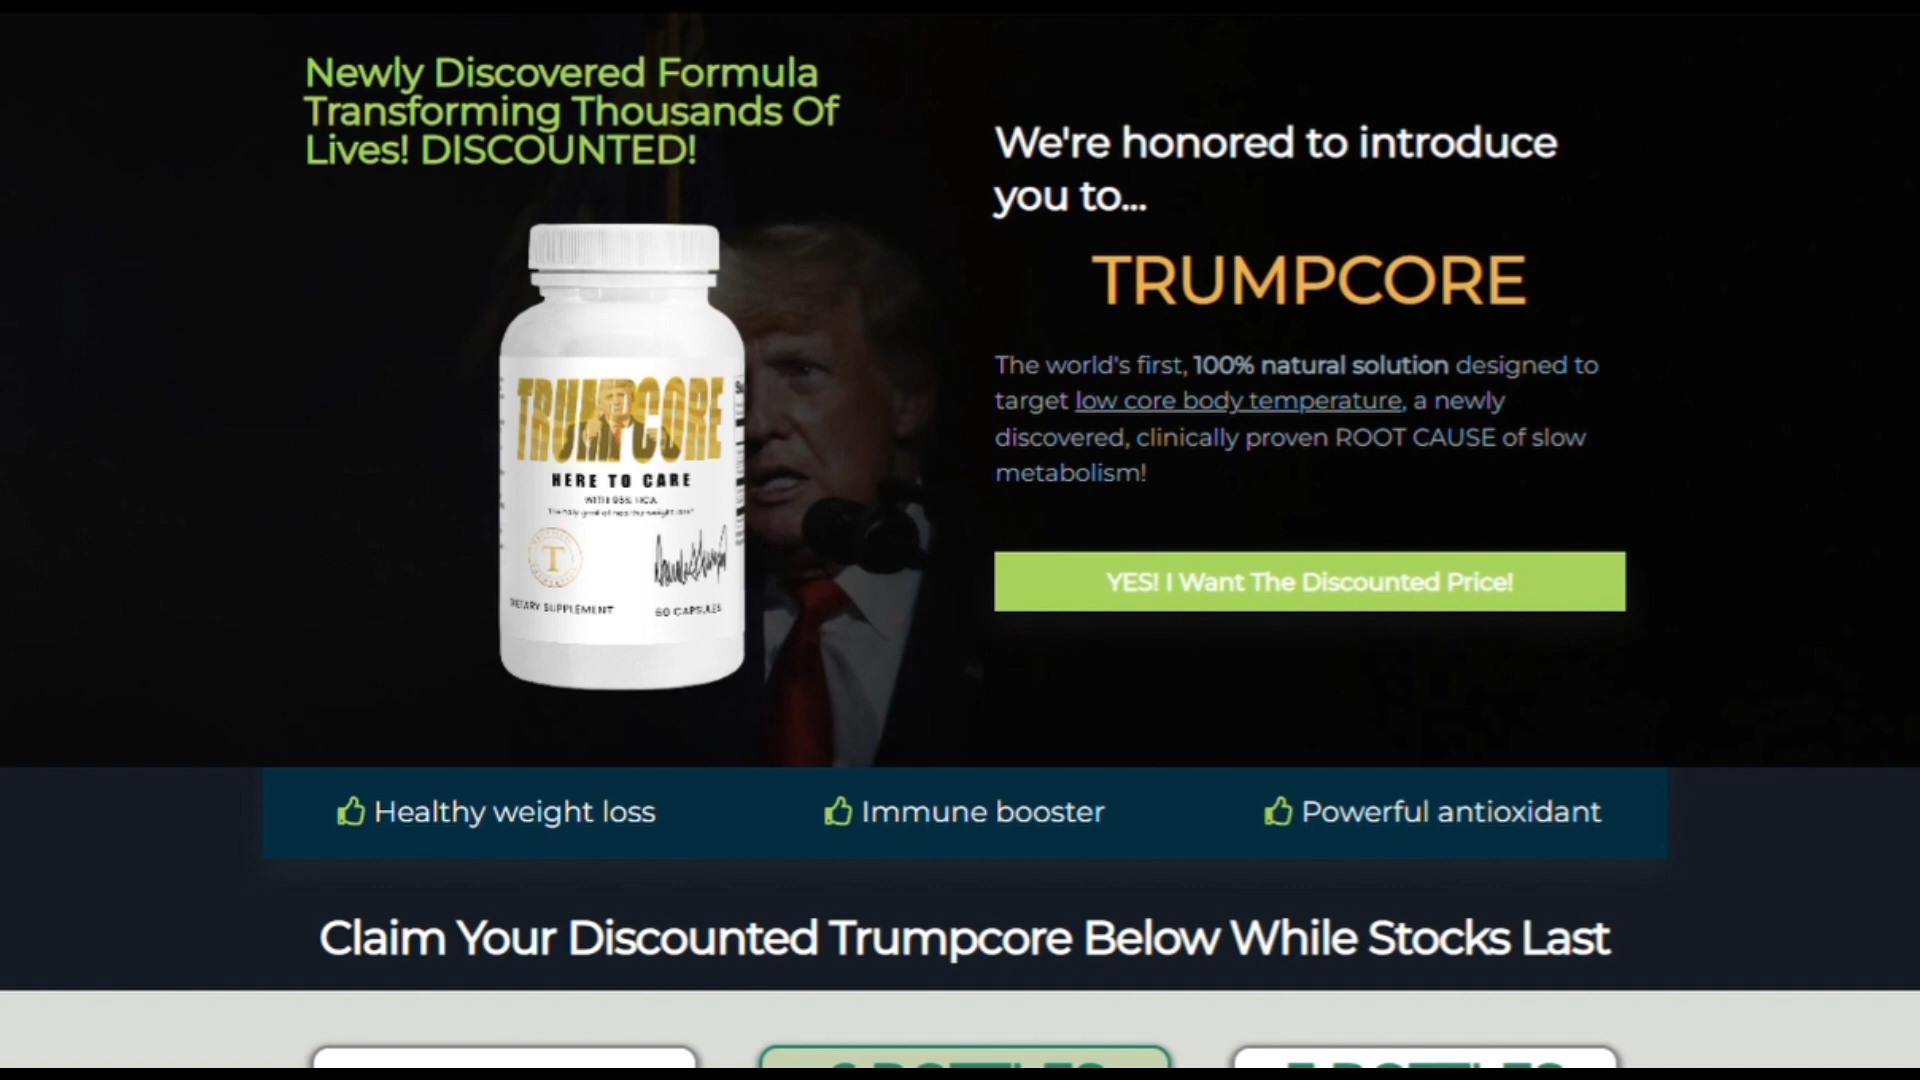 Newly Discovered Formula
Transforming Thousands Of
Lives! DISCOUNTED!
We're honored to introduce
you to...
TRUMPCORE
The world's first, 100% natural solution designed to
target low core body temperature, a newly
discovered, clinically proven ROOT CAUSE of slow
metabolism!
YES! I Want The Discounted Price!
TRUMPCORE
HERE TO CARE
WITH 95% HCA
DIETARY SUPPLEMENT
60 CAPSULES
Healthy weight loss
Immune booster
Powerful antioxidant
Claim Your Discounted Trumpcore Below While Stocks Last